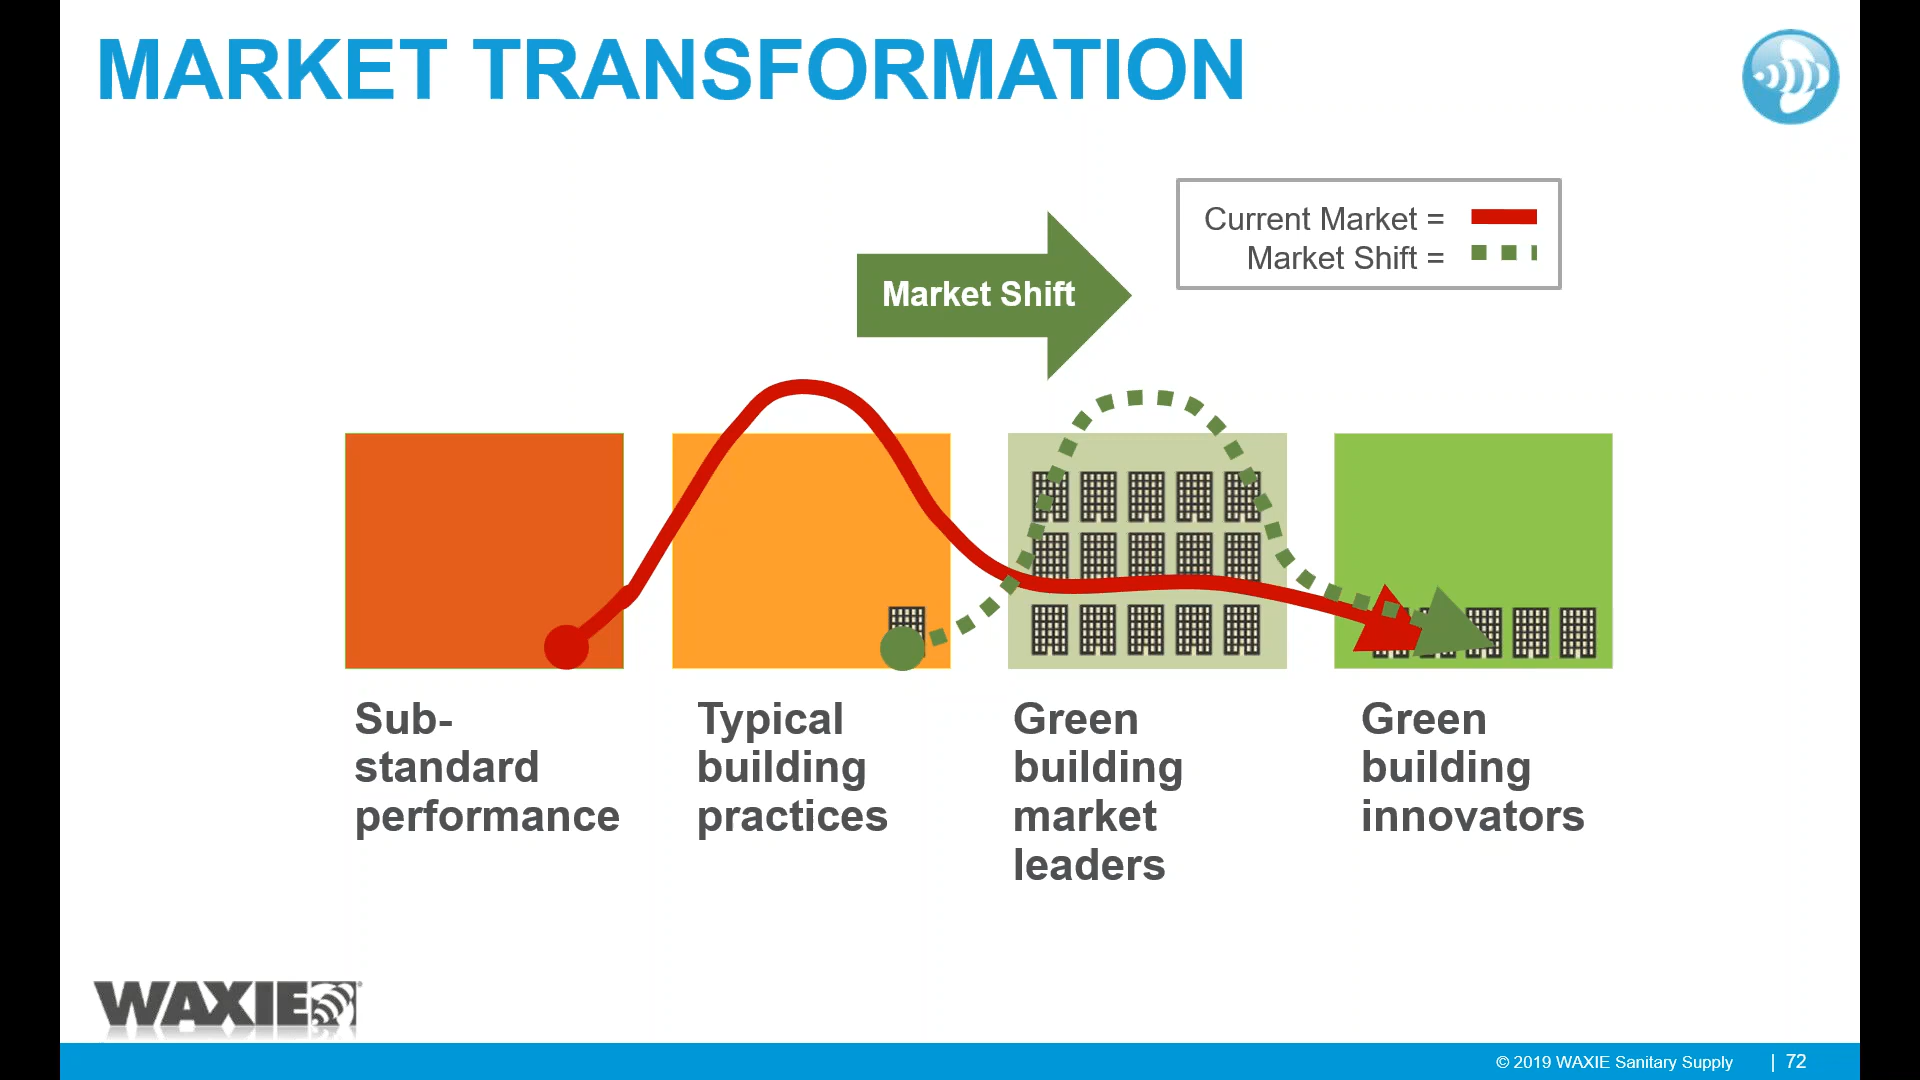 MARKET TRANSFORMATION
Current Market =
Market Shift =
Market Shift
Sub-
standard
performance
Typical
building
practices
Green
building
market
leaders
Green
building
innovators
WAXIE
© 2019 WAXIE Sanitary Supply | 72